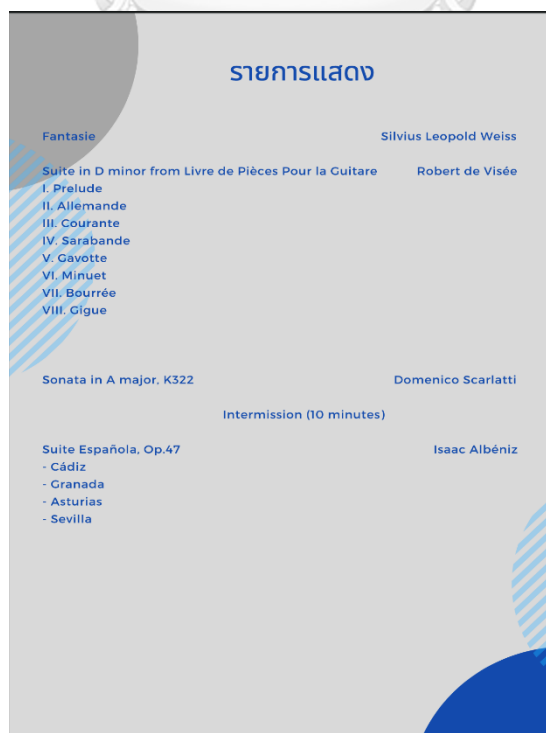 รายการแสดง
Fantasie Silvius Leopold Weiss
Suite in D minor from Livre de Pièces Pour la Guitare Robert de Visée
I. Prelude
II. Allemande
III. Courante
IV. Sarabande
V. Gavotte
VI. Minuet
VII. Bourrée
VIII. Gigue
Sonata in A major, K322 Domenico Scarlatti
Intermission (10 minutes)
Suite Española, Op.47 Isaac Albéniz
- Cádiz
- Granada
- Asturias
- Sevilla